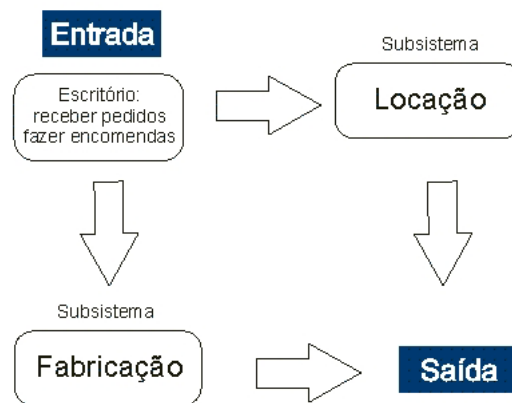 Entrada
Escritório:
receber pedidos
fazer encomendas
Subsistema
Locação
Subsistema
Fabricação
Saída